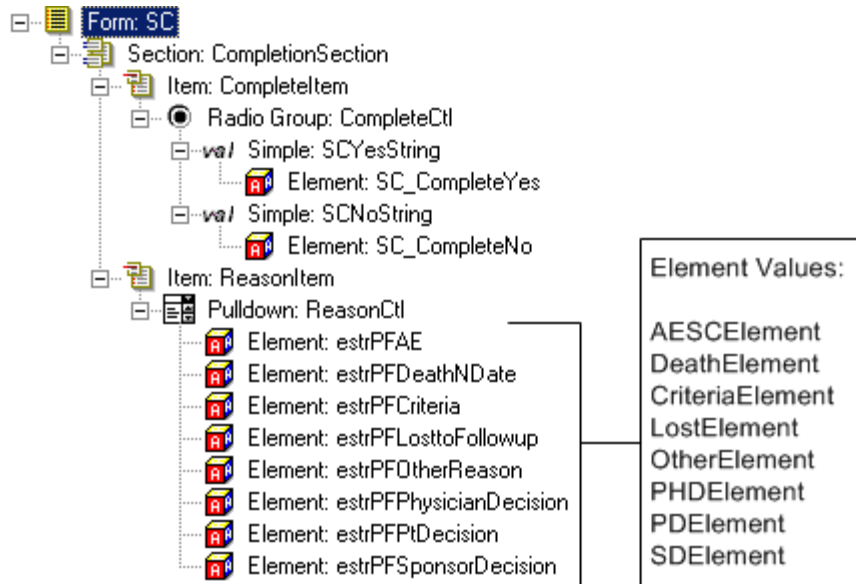 Form: SC
Section: CompletionSection
Item: CompleteItem
Radio Group: CompleteCtl
val Simple: SCYesString
Element: SC_CompleteYes
val Simple: SCNoString
Element: SC_CompleteNo
Item: ReasonItem
Pulldown: ReasonCtl
Element: estrPFAE
Element: estrPFDeathNDate
Element: estrPFCriteria
Element: estrPFLosttoFollowup
Element: estrPFOtherReason
Element: estrPFPhysicianDecision
Element: estrPFPtDecision
Element: estrPFSponsorDecision
Element Values:
AESCElement
DeathElement
CriteriaElement
LostElement
OtherElement
PHDElement
PDElement
SDElement